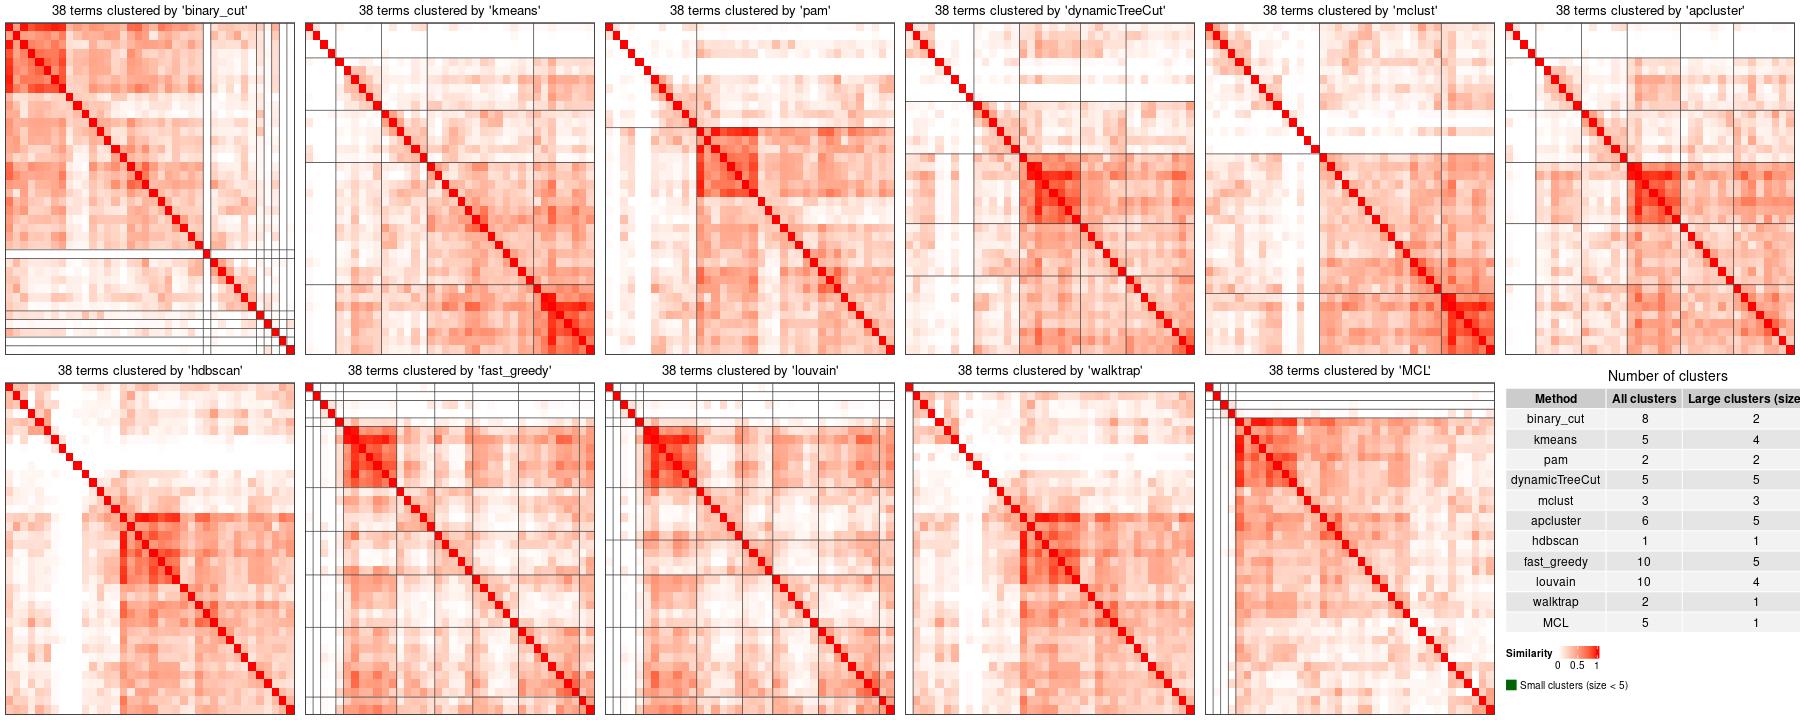 38 terms clustered by 'binary_cut'
38 terms clustered by 'kmeans'
38 terms clustered by 'pam'
38 terms clustered by 'dynamicTreeCut'
38 terms clustered by 'mclust'
38 terms clustered by 'apcluster'
38 terms clustered by 'hdbscan'
38 terms clustered by 'fast_greedy'
38 terms clustered by 'louvain'
38 terms clustered by 'walktrap'
38 terms clustered by 'MCL'
Number of clusters
Method All clusters Large clusters (size
binary_cut 8 2
kmeans 5 4
pam 2 2
dynamicTreeCut 5 5
mclust 3 3
apcluster 6 5
hdbscan 1 1
fast_greedy 10 5
louvain 10 4
walktrap 2 1
MCL 5 1
Similarity
0 0.5 1
Small clusters (size < 5)